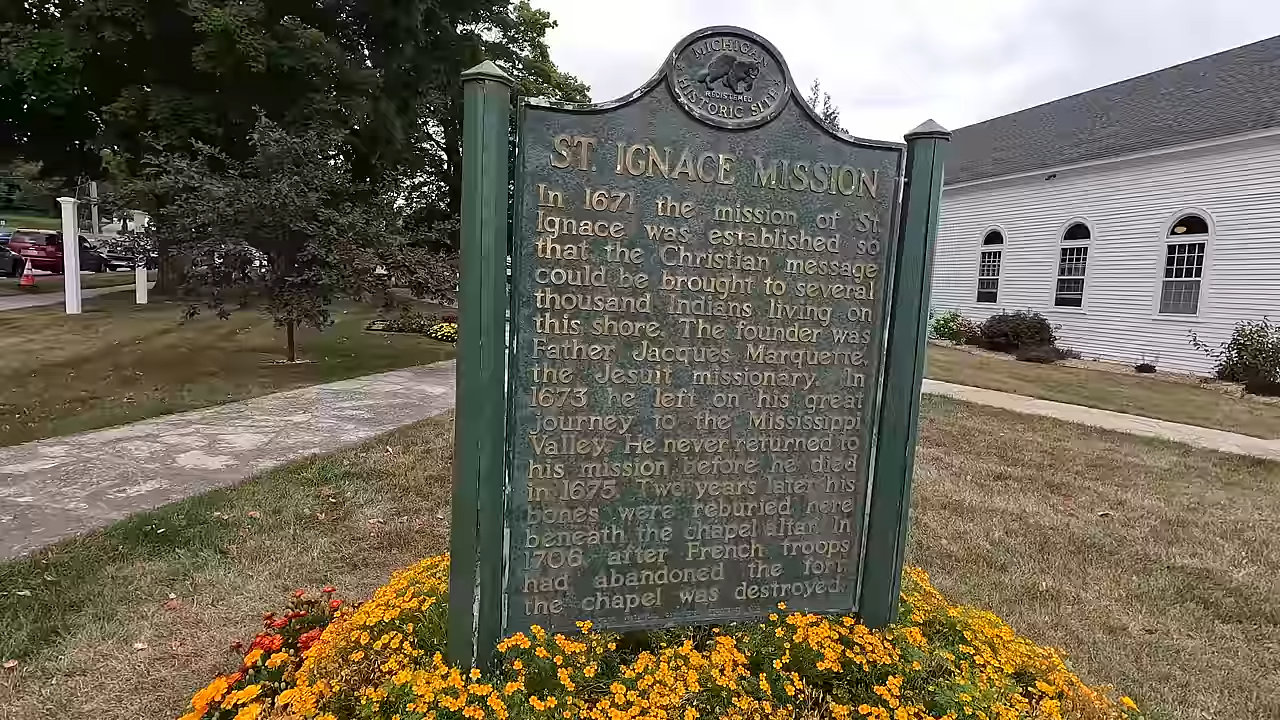 MICHIGAN
REGISTERED
HISTORIC SITE
ST. IGNACE MISSION
In 1671 the mission of St.
Ignace was established so
that the Christian message
could be brought to several
thousand Indians living on
this shore. The founder was
Father Jacques Marquette,
the Jesuit missionary. In
1673 he left on his great
journey to the Mississippi
Valley. He never returned to
his mission before he died
in 1675. Two years later his
bones were reburied here
beneath the chapel altar. In
1706, after French troops
had abandoned the fort,
the chapel was destroyed.